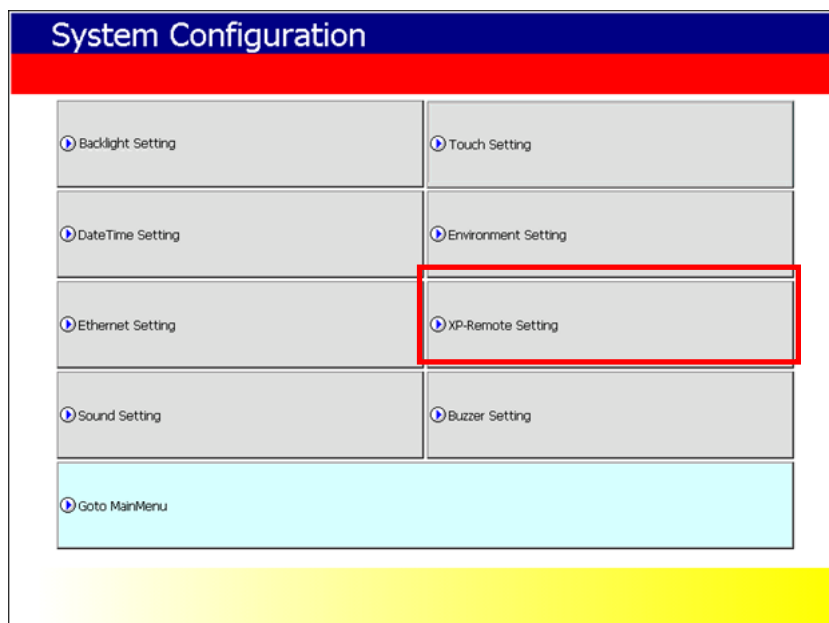 System Configuration
Backlight Setting
Touch Setting
DateTime Setting
Environment Setting
Ethernet Setting
XP-Remote Setting
Sound Setting
Buzzer Setting
Goto MainMenu